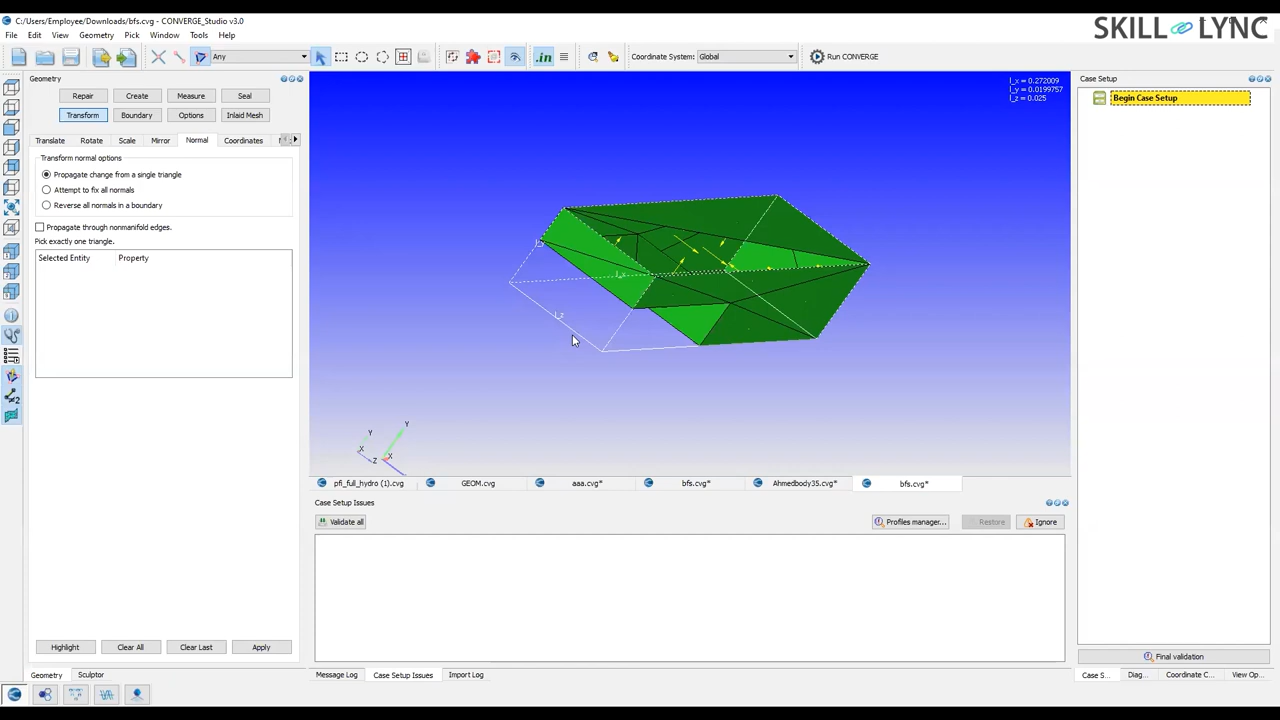 C:/Users/Employee/Downloads/bfs.cvg - CONVERGE_Studio v3.0
SKILL LYNC
File Edit View Geometry Pick Window Tools Help
Any
.in
Coordinate System: Global
Run CONVERGE
Geometry
Repair Create Measure Seal
Transform Boundary Options Inlaid Mesh
Translate Rotate Scale Mirror Normal Coordinates
Transform normal options
Propagate change from a single triangle
Attempt to fix all normals
Reverse all normals in a boundary
Propagate through nonmanifold edges.
Pick exactly one triangle.
Selected Entity Property
Highlight Clear All Clear Last Apply
Geometry Sculptor
l_x = 0.272009
l_y = 0.0199757
l_z = 0.025
l_y
l_x
l_z
Y
Y
X
X
Z
pfi_full_hydro (1).cvg GEOM.cvg aaa.cvg* bfs.cvg* Ahmedbody35.cvg* bfs.cvg*
Case Setup Issues
Validate all
Profiles manager... Restore Ignore
Message Log Case Setup Issues Import Log
Case Setup
Begin Case Setup
Final validation
Case S... Diag... Coordinate C... View Op...